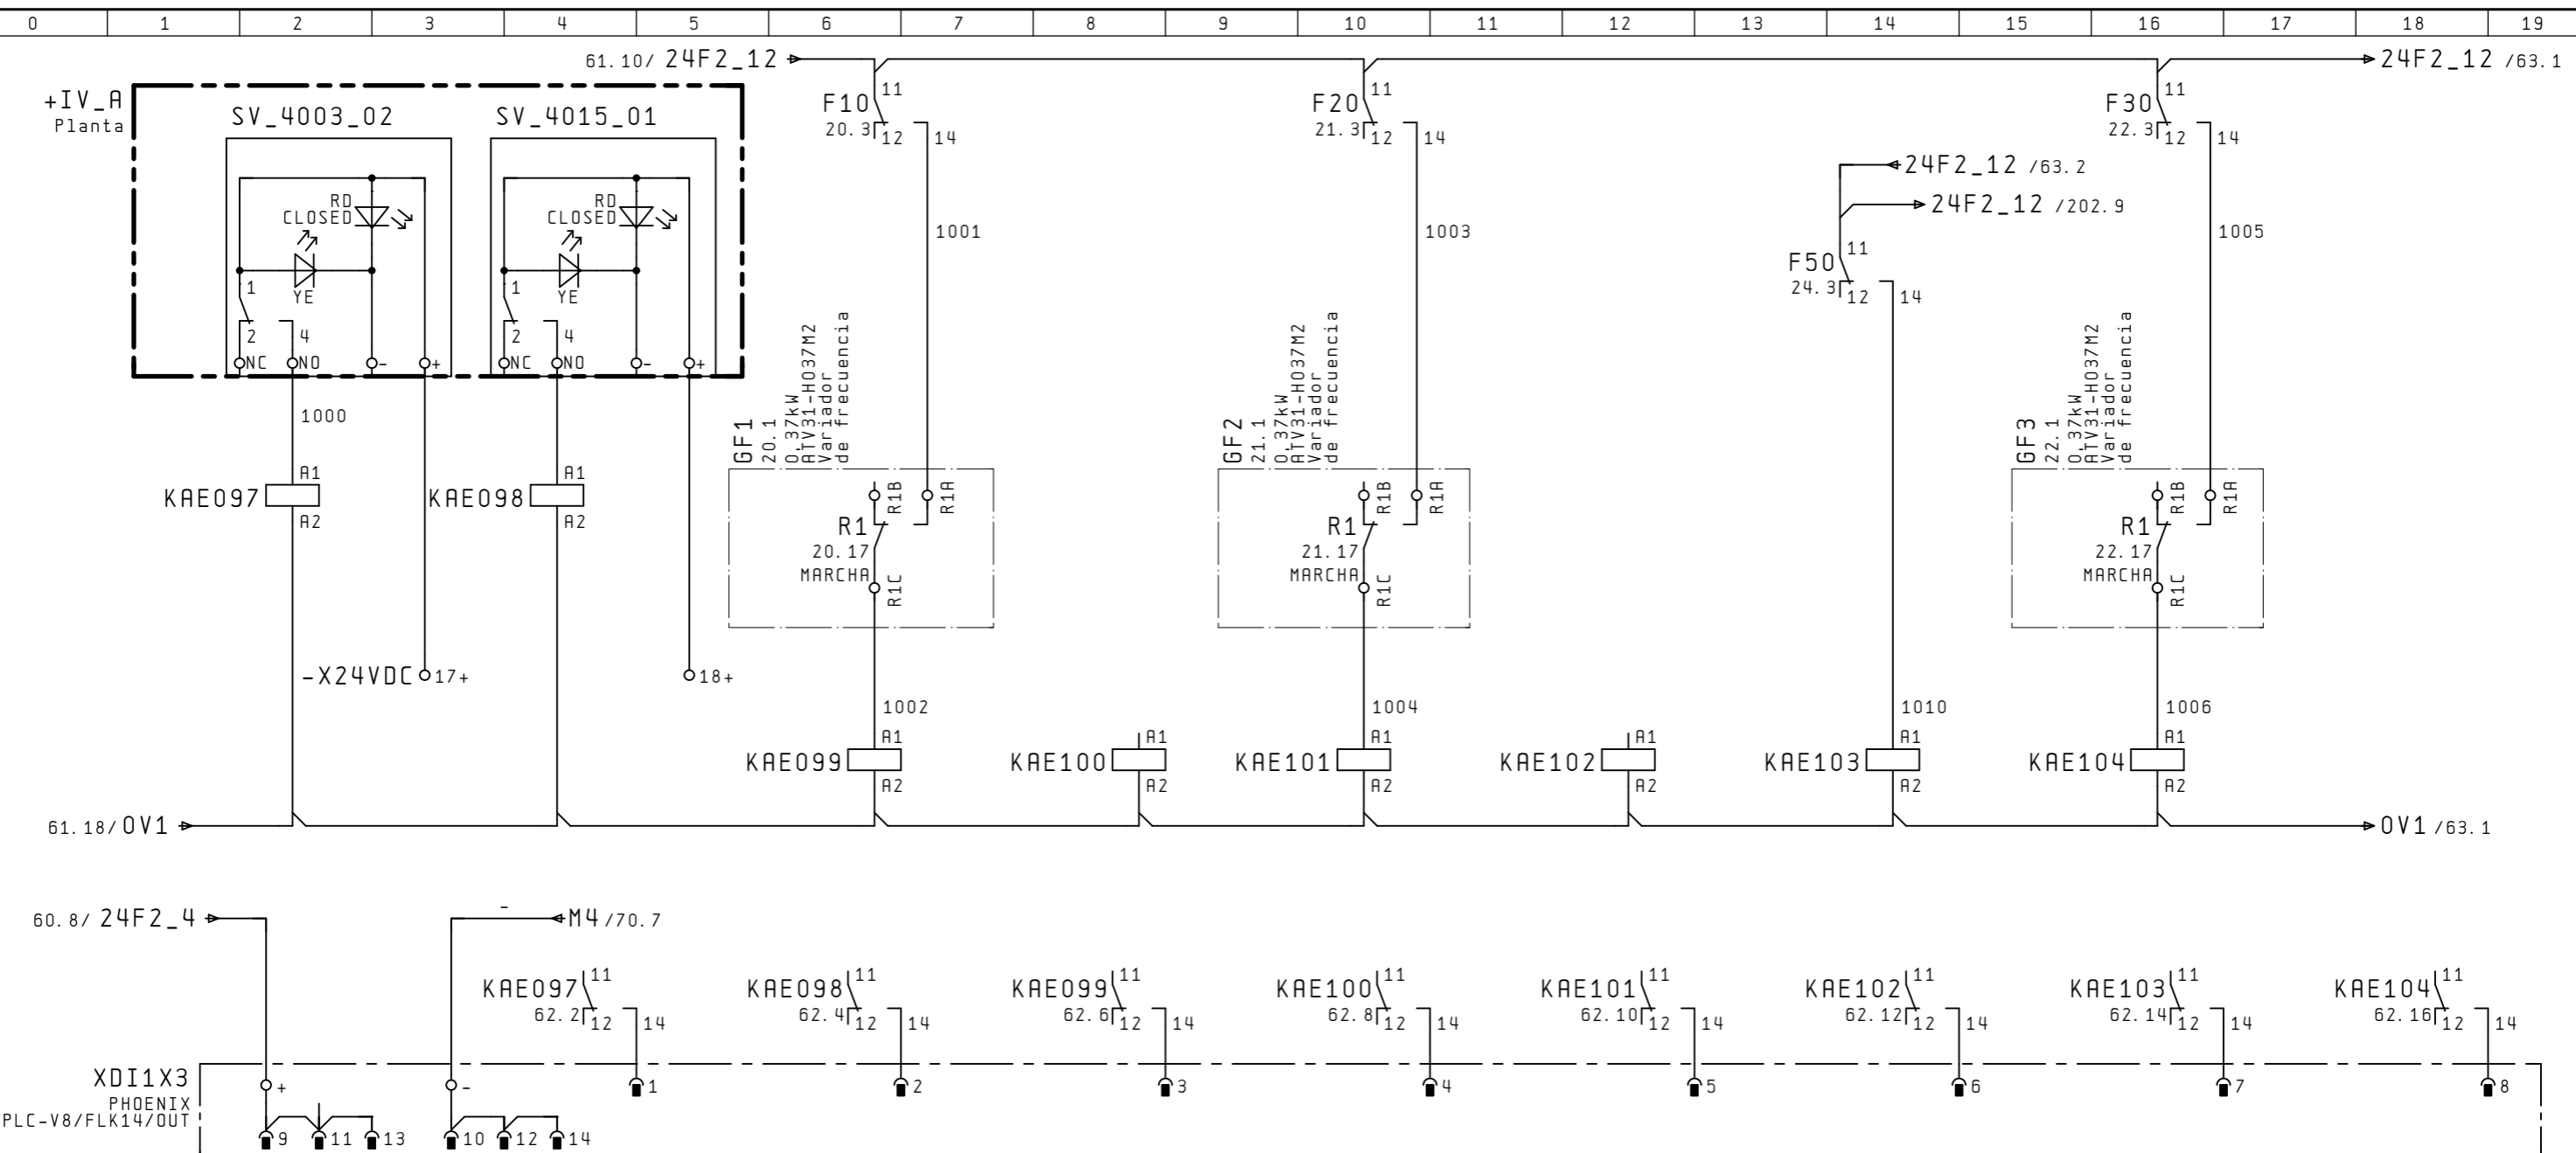 0 1 2 3 4 5 6 7 8 9 10 11 12 13 14 15 16 17 18 19
61.10/ 24F2_12
24F2_12 /63.1
+IV_A
Planta
SV_4003_02
RD
CLOSED
YE
1
2
4
NC
NO
-
+
SV_4015_01
RD
CLOSED
YE
1
2
4
NC
NO
-
+
F10
20.3
11
12
14
F20
21.3
11
12
14
F30
22.3
11
12
14
24F2_12 /63.2
24F2_12 /202.9
F50
24.3
11
12
14
1001
1003
1005
1000
GF1
20.1
0,37kW
ATV31-H037M2
Variador
de frecuencia
GF2
21.1
0,37kW
ATV31-H037M2
Variador
de frecuencia
GF3
22.1
0,37kW
ATV31-H037M2
Variador
de frecuencia
KAE097
A1
A2
KAE098
A1
A2
R1B
R1A
R1
20.17
MARCHA
R1C
R1B
R1A
R1
21.17
MARCHA
R1C
R1B
R1A
R1
22.17
MARCHA
R1C
-X24VDC
17+
18+
1002
1004
1010
1006
KAE099
A1
A2
KAE100
A1
A2
KAE101
A1
A2
KAE102
A1
A2
KAE103
A1
A2
KAE104
A1
A2
61.18/0V1
0V1 /63.1
60.8/ 24F2_4
-
M4 /70.7
KAE097
62.2
11
12
14
KAE098
62.4
11
12
14
KAE099
62.6
11
12
14
KAE100
62.8
11
12
14
KAE101
62.10
11
12
14
KAE102
62.12
11
12
14
KAE103
62.14
11
12
14
KAE104
62.16
11
12
14
XDI1X3
PHOENIX
PLC-V8/FLK14/OUT
+
-
1 2 3 4 5 6 7 8
9 11 13 10 12 14